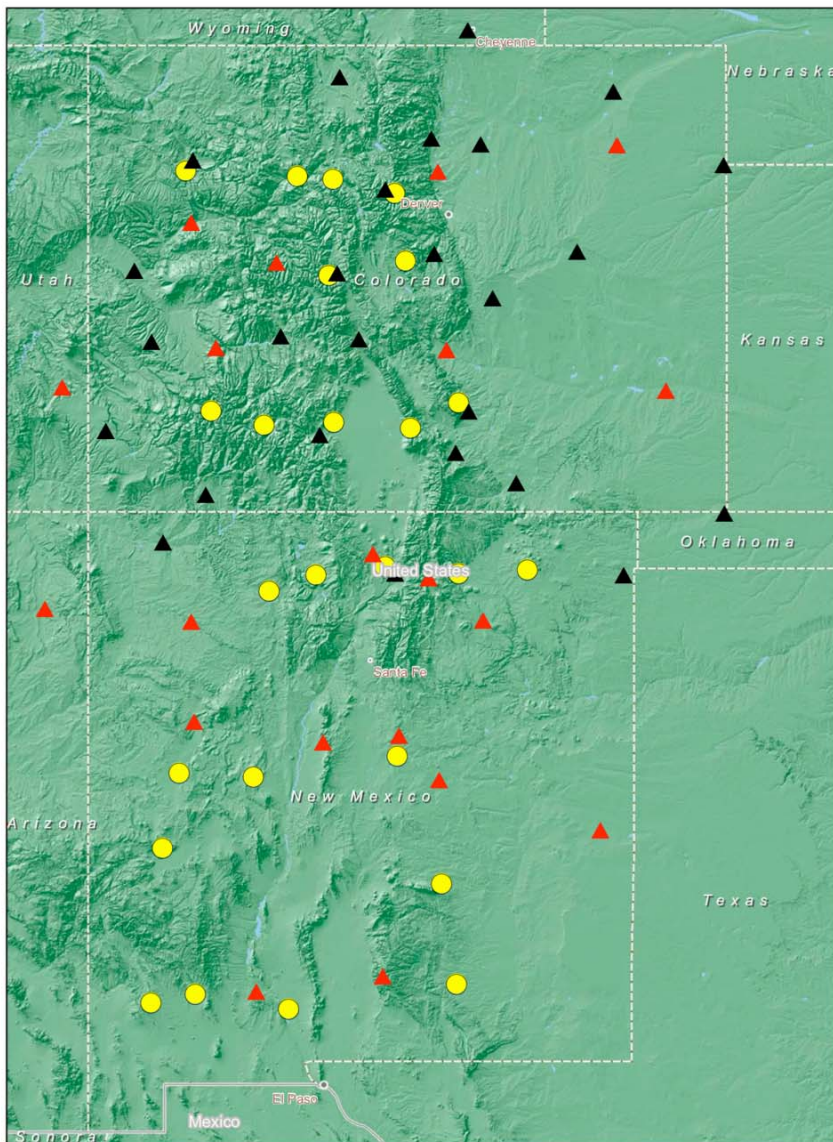 Wyoming
Cheyenne
Nebraska
Denver
Utah
Colorado
Kansas
Oklahoma
United States
Santa Fe
New Mexico
Arizona
Texas
El Paso
Mexico
Sonora